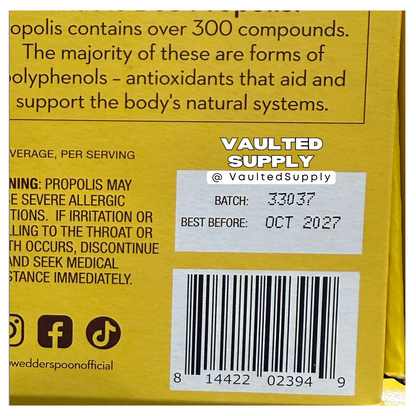 opolis contains over 300 compounds.
The majority of these are forms of
olyphenols – antioxidants that aid and
support the body's natural systems.
VERAGE, PER SERVING
VAULTED
SUPPLY
@ VaultedSupply
NING: PROPOLIS MAY
E SEVERE ALLERGIC
TIONS. IF IRRITATION OR
LLING TO THE THROAT OR
TH OCCURS, DISCONTINUE
AND SEEK MEDICAL
STANCE IMMEDIATELY.
BATCH: 33037
BEST BEFORE: OCT 2027
wedderspoonofficial
8 14422 02394 9